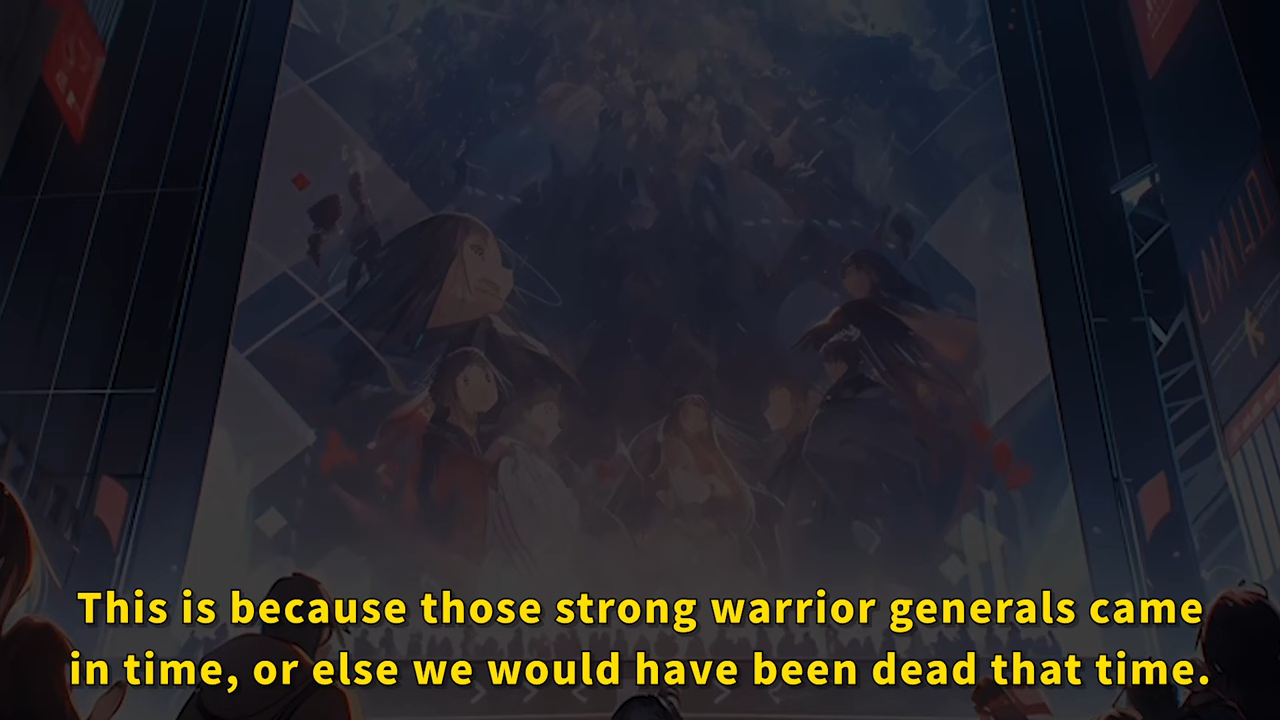 This is because those strong warrior generals came
in time, or else we would have been dead that time.